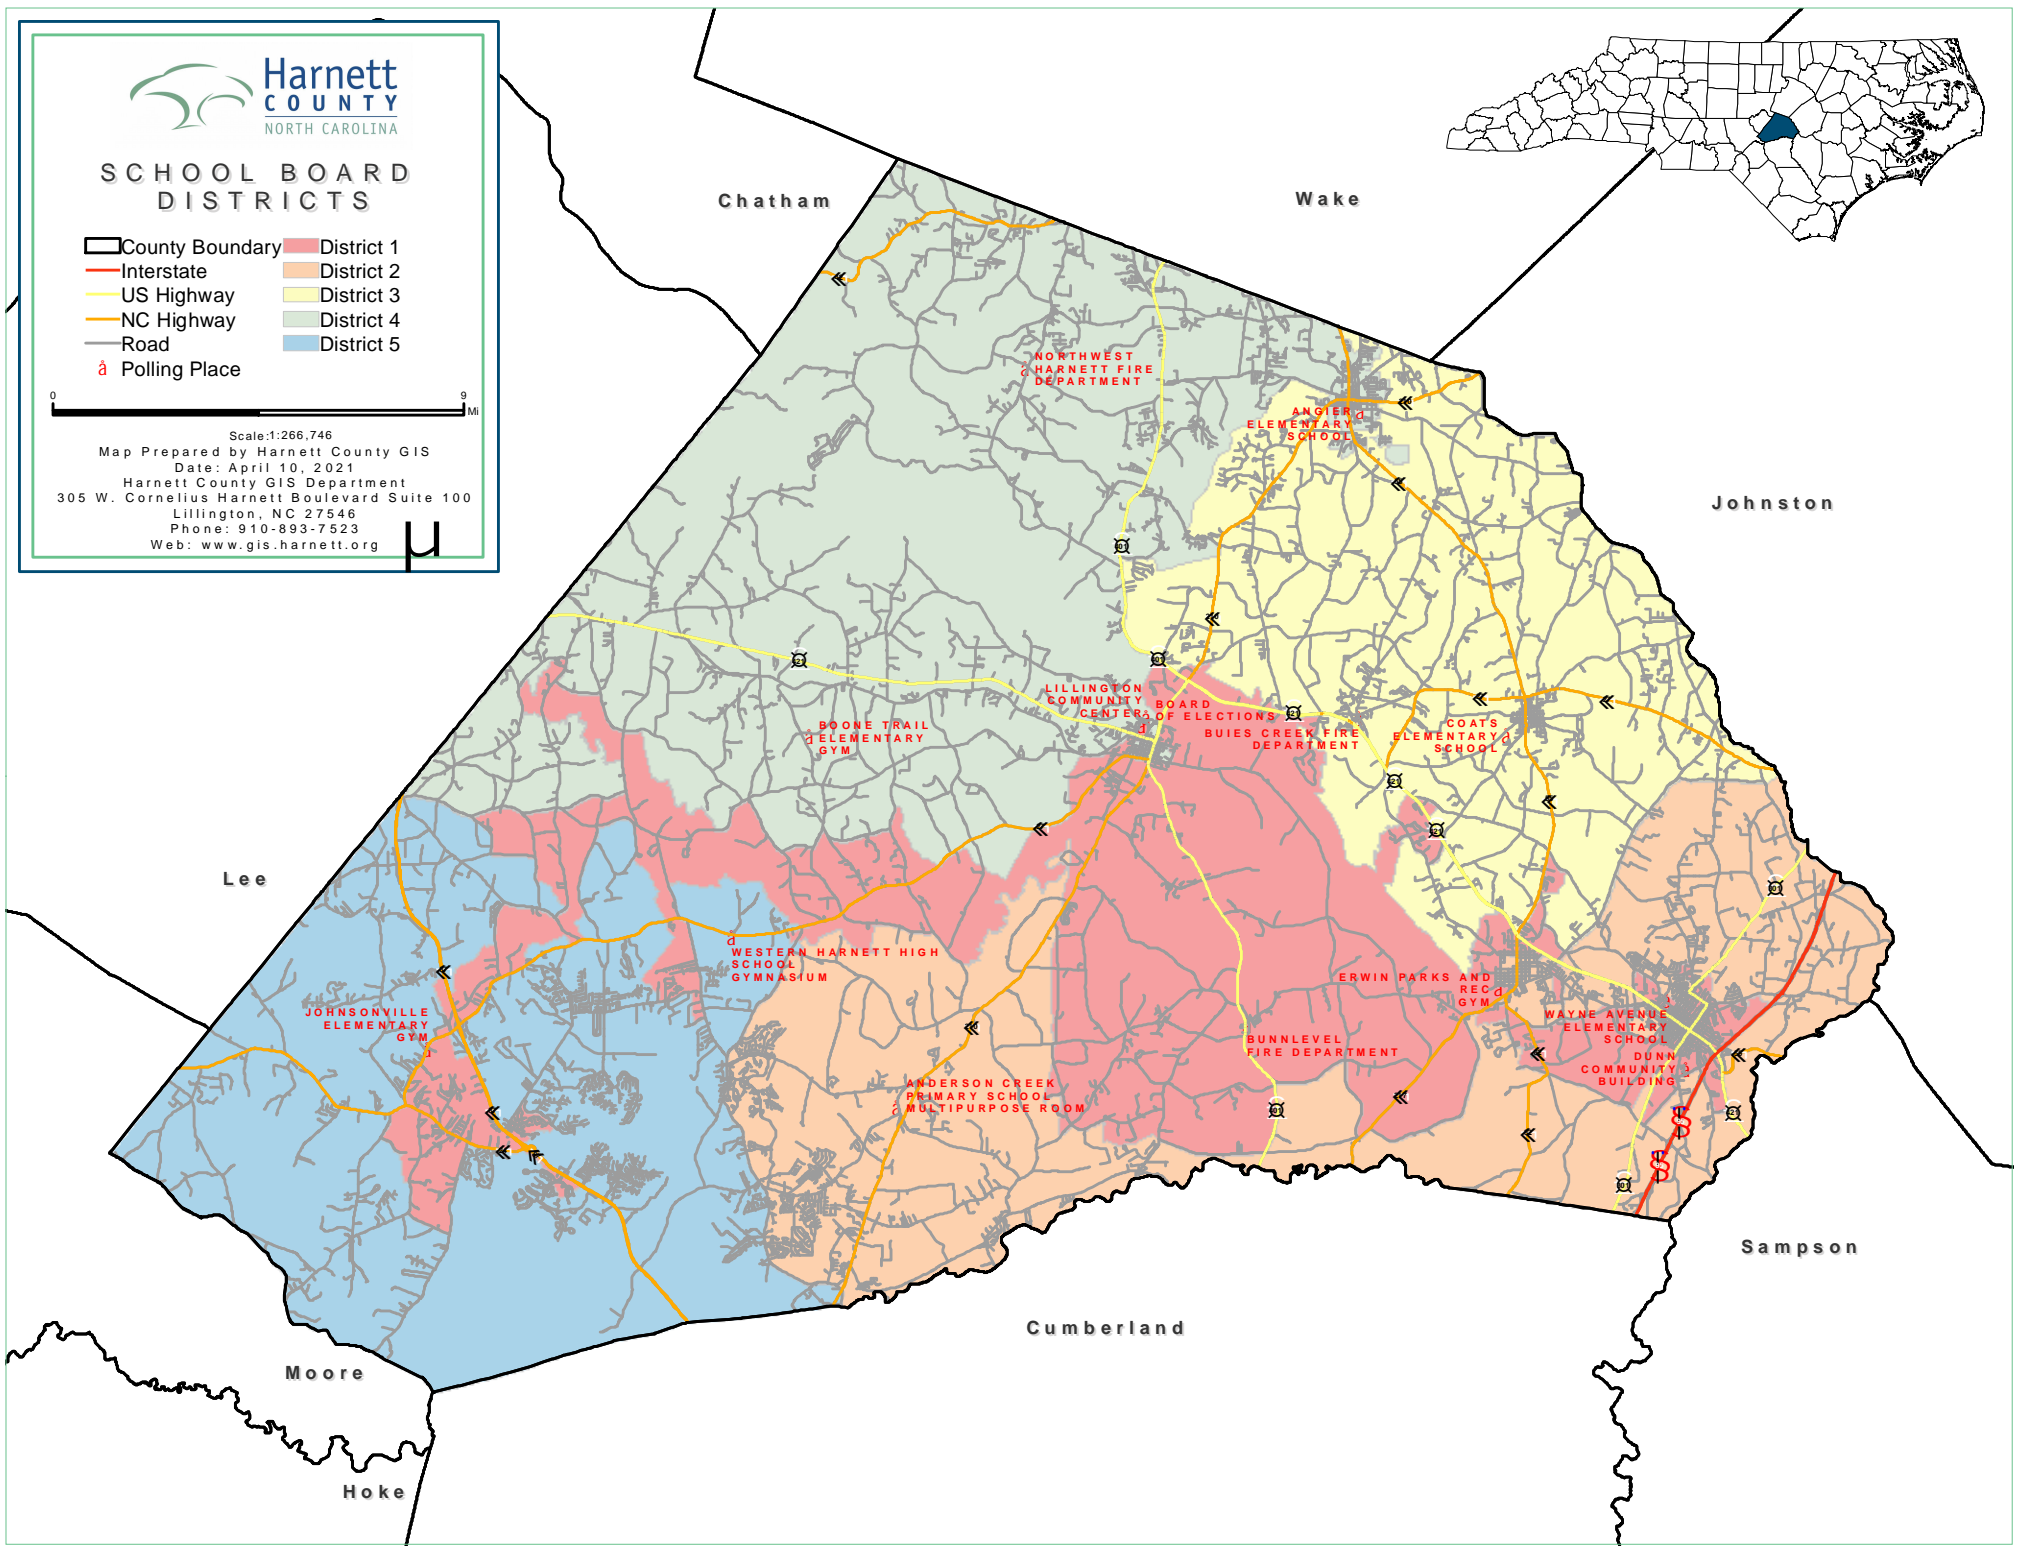 Harnett
COUNTY
NORTH CAROLINA
SCHOOL BOARD
DISTRICTS
County Boundary
Interstate
US Highway
NC Highway
Road
å Polling Place
District 1
District 2
District 3
District 4
District 5
0 9
Mi
Scale:1:266,746
Map Prepared by Harnett County GIS
Date: April 10, 2021
Harnett County GIS Department
305 W. Cornelius Harnett Boulevard Suite 100
Lillington, NC 27546
Phone: 910-893-7523
Web: www.gis.harnett.org
µ
Chatham
Wake
Johnston
Lee
Sampson
Cumberland
Moore
Hoke
NORTHWEST
HARNETT FIRE
DEPARTMENT
ANGIER
ELEMENTARY
SCHOOL
LILLINGTON
COMMUNITY
CENTER
BOARD
OF ELECTIONS
BUIES CREEK FIRE
DEPARTMENT
COATS
ELEMENTARY
SCHOOL
BOONE TRAIL
ELEMENTARY
GYM
WESTERN HARNETT HIGH
SCHOOL
GYMNASIUM
JOHNSONVILLE
ELEMENTARY
GYM
ERWIN PARKS AND
REC
GYM
WAYNE AVENUE
ELEMENTARY
SCHOOL
DUNN
COMMUNITY
BUILDING
BUNNLEVEL
FIRE DEPARTMENT
ANDERSON CREEK
PRIMARY SCHOOL
MULTIPURPOSE ROOM